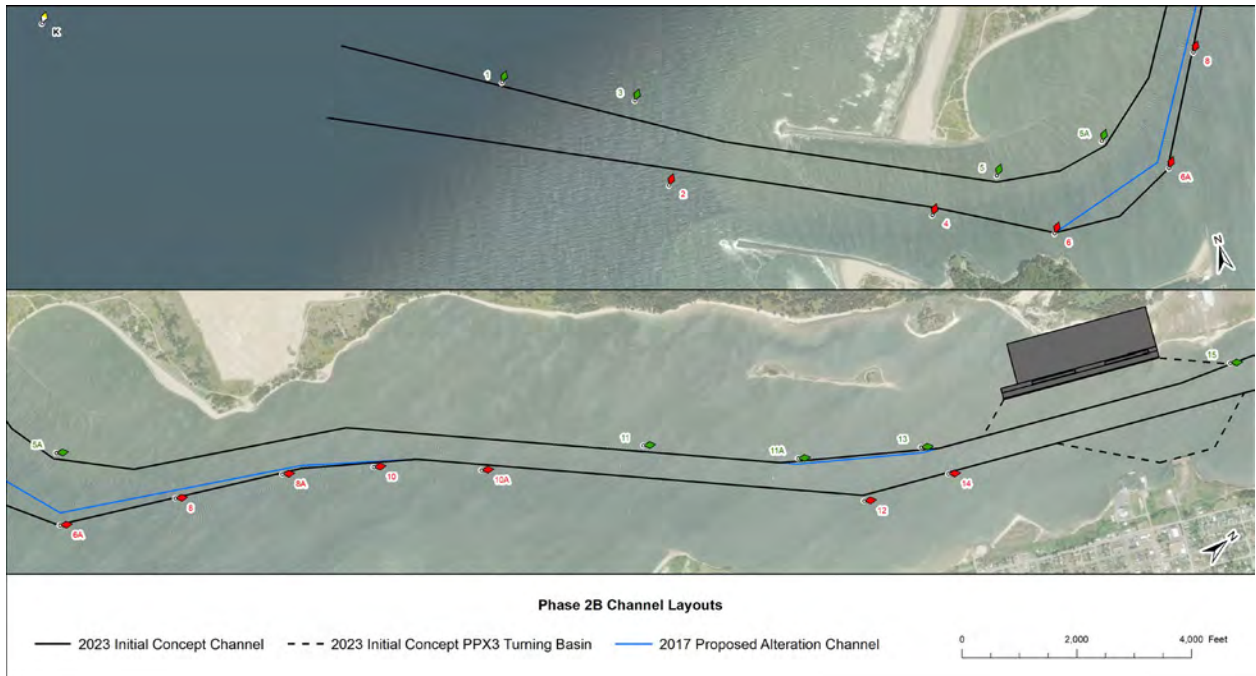 K
1
3
2
5
4
5A
6
6A
8
N
5A
6A
8
8A
10
10A
11
11A
12
13
14
15
N
Phase 2B Channel Layouts
2023 Initial Concept Channel
2023 Initial Concept PPX3 Turning Basin
2017 Proposed Alteration Channel
0 2,000 4,000 Feet